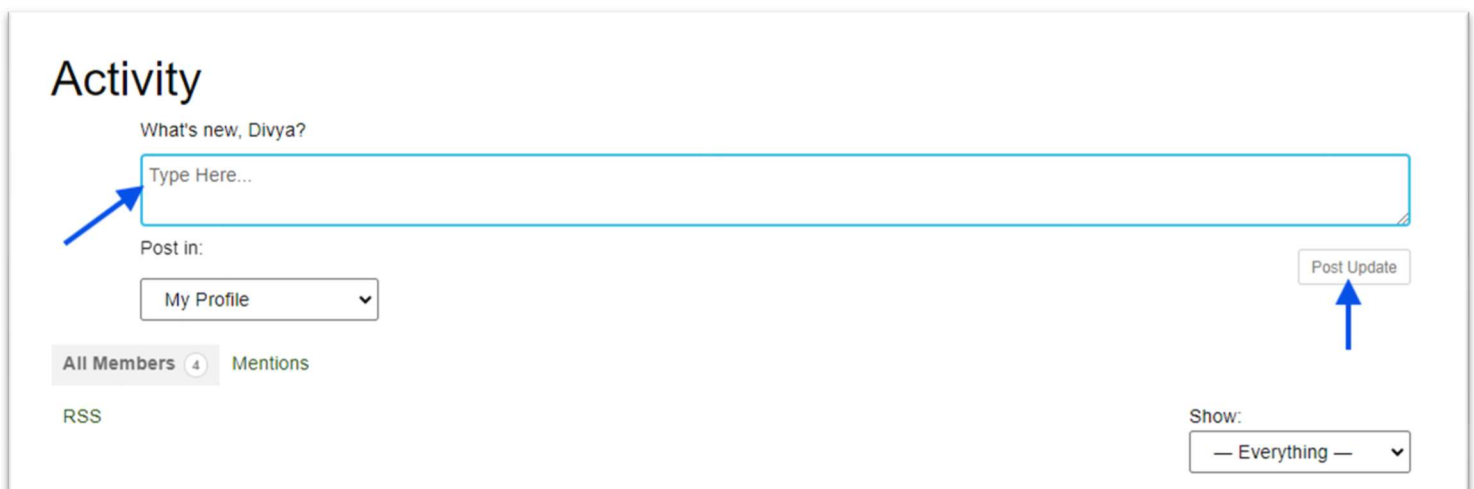 Activity
What's new, Divya?
Type Here...
Post in:
Post Update
My Profile
All Members 4 Mentions
RSS
Show:
— Everything —